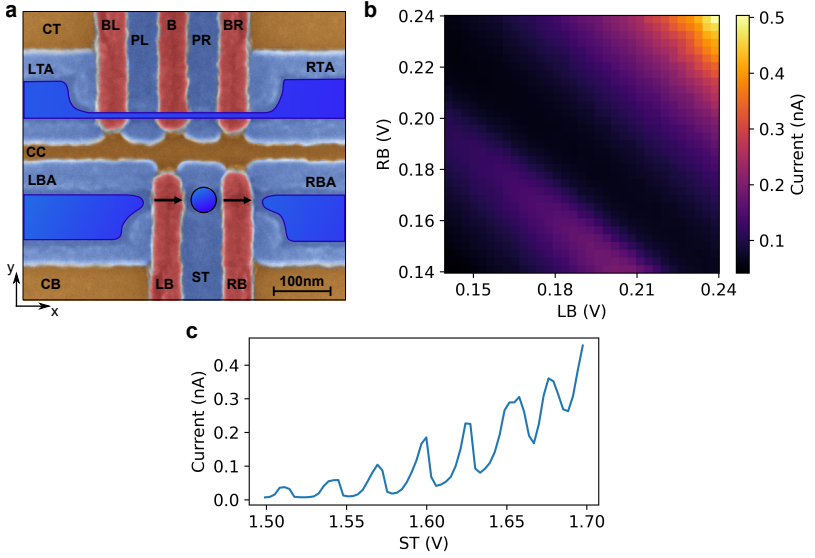 a
CT
BL
B
BR
PL
PR
LTA
RTA
CC
LBA
RBA
CB
LB
ST
RB
100nm
y
x
b
0.24
0.22
0.20
0.18
0.16
0.14
RB (V)
0.15
0.18
0.21
0.24
LB (V)
0.5
0.4
0.3
0.2
0.1
Current (nA)
c
0.4
0.3
0.2
0.1
0.0
Current (nA)
1.50
1.55
1.60
1.65
1.70
ST (V)